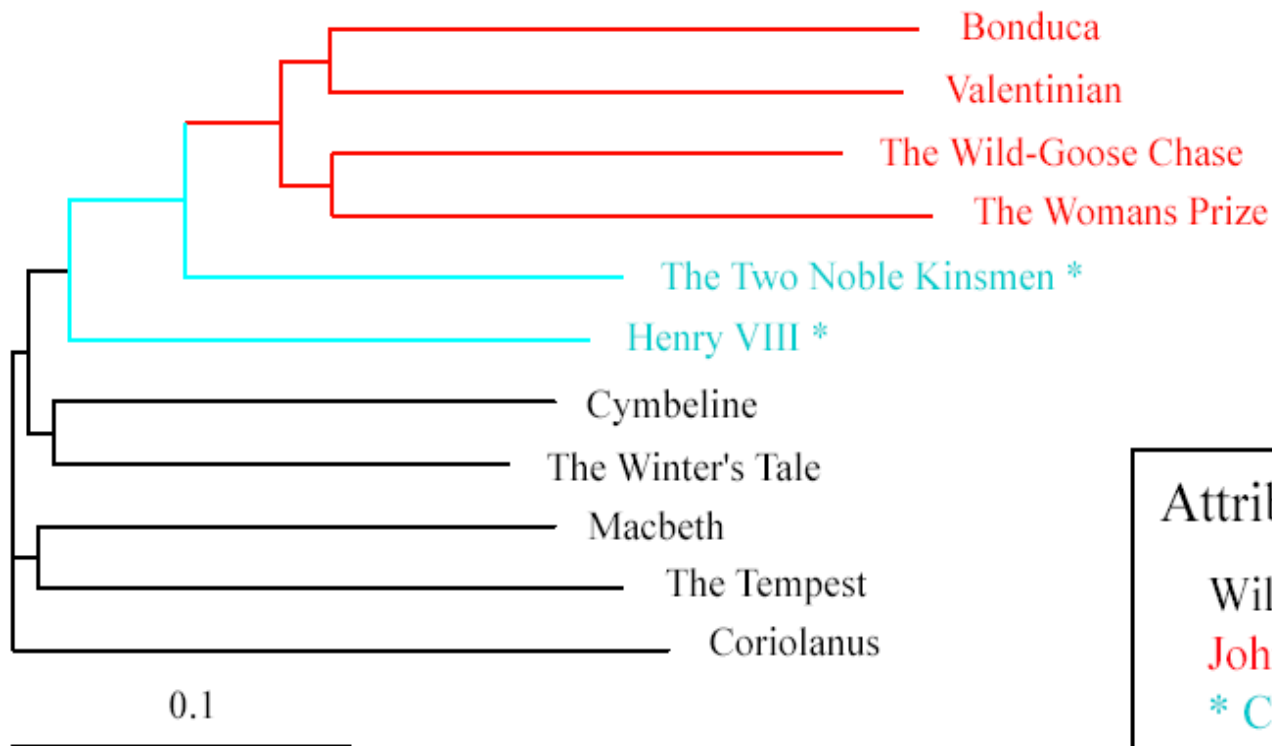 Bonduca
Valentinian
The Wild-Goose Chase
The Womans Prize
The Two Noble Kinsmen *
Henry VIII *
Cymbeline
The Winter's Tale
Macbeth
The Tempest
Coriolanus
0.1
*